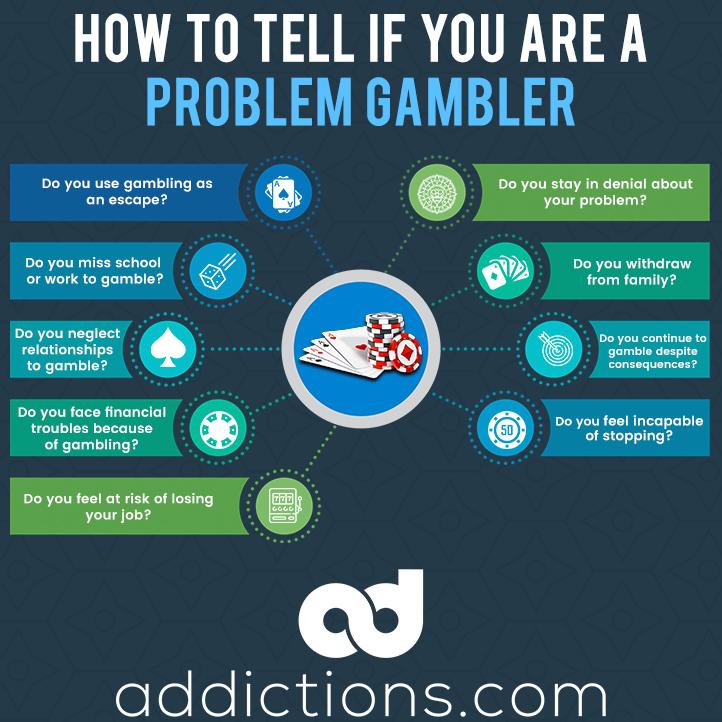 HOW TO TELL IF YOU ARE A
PROBLEM GAMBLER
Do you use gambling as
an escape?
Do you miss school
or work to gamble?
Do you neglect
relationships
to gamble?
Do you face financial
troubles because
of gambling?
Do you feel at risk of losing
your job?
Do you stay in denial about
your problem?
Do you withdraw
from family?
Do you continue to
gamble despite
consequences?
Do you feel incapable
of stopping?
A
A
50
777
ad
addictions.com